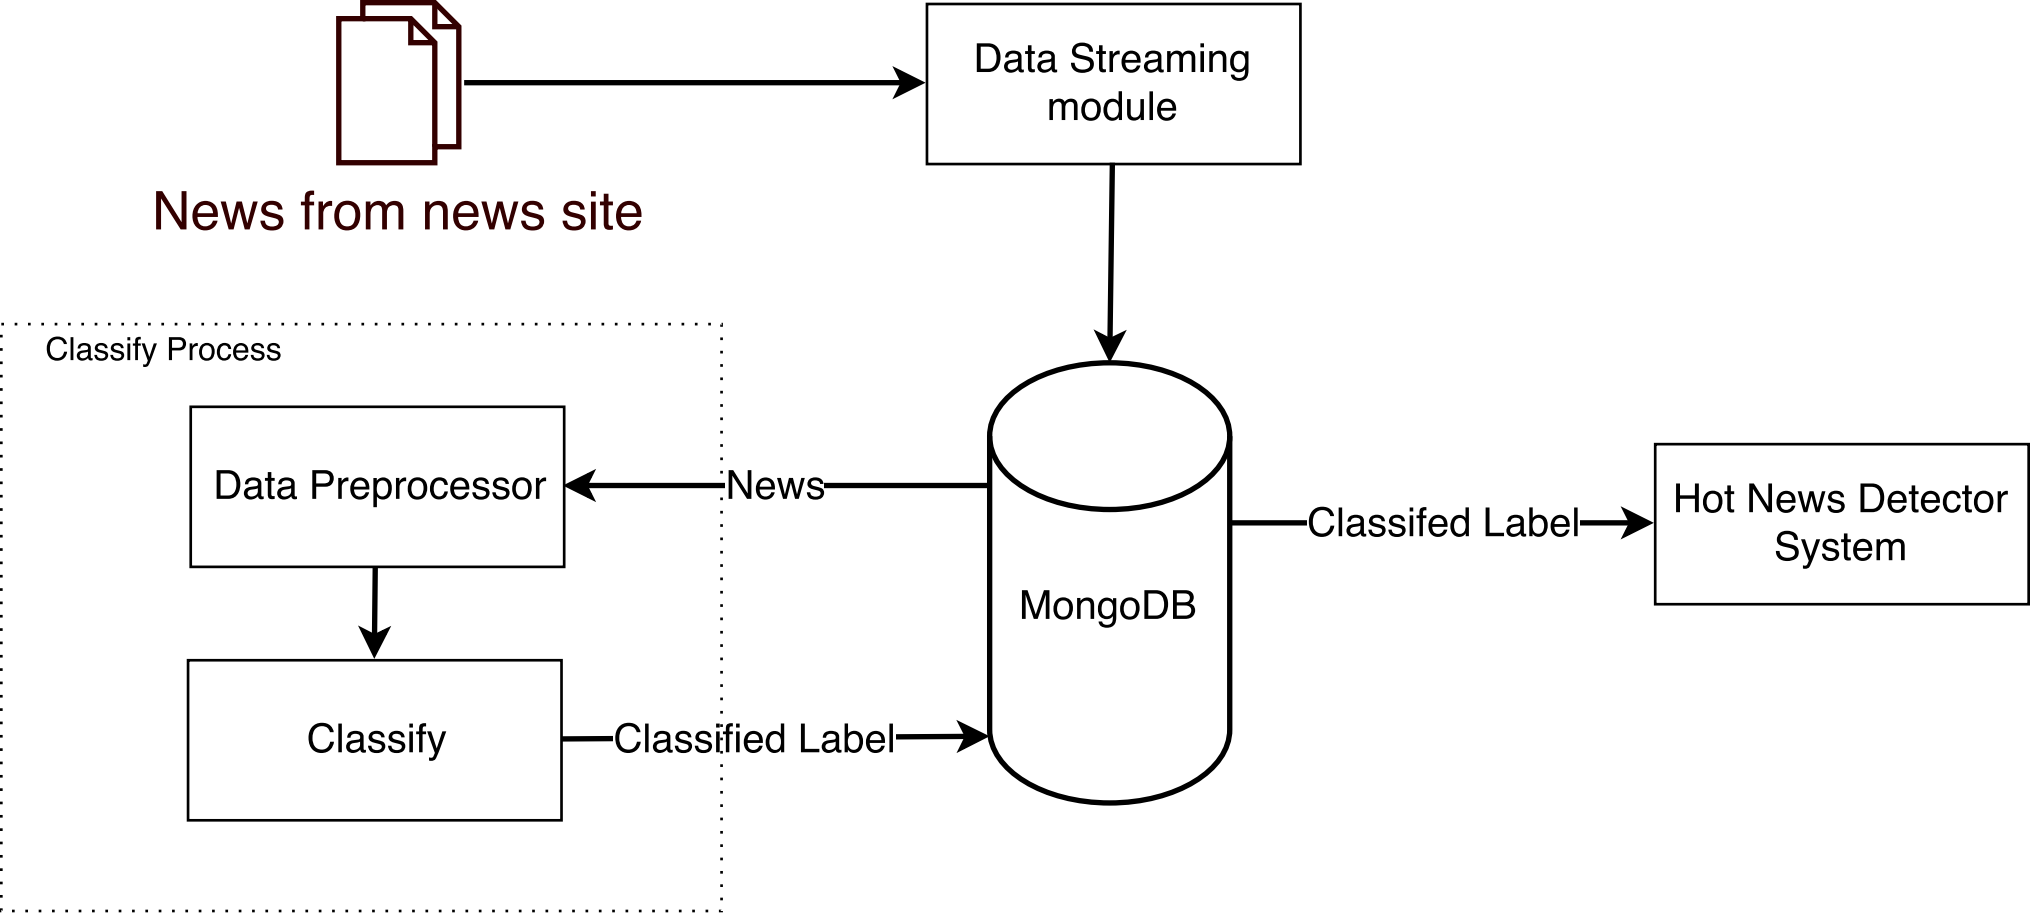 Data Streaming
module
News from news site
Classify Process
Data Preprocessor
News
Classifed Label
Hot News Detector
System
MongoDB
Classify
Classified Label